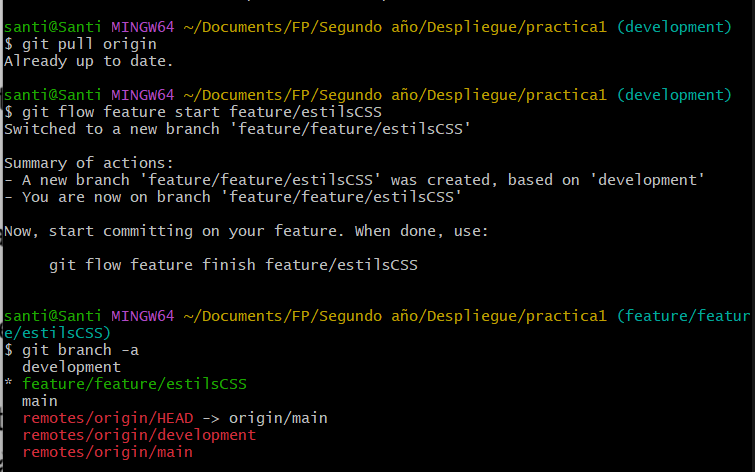 santi@Santi MINGW64 ~/Documents/FP/Segundo año/Despliegue/practica1 (development)
$ git pull origin
Already up to date.
santi@Santi MINGW64 ~/Documents/FP/Segundo año/Despliegue/practica1 (development)
$ git flow feature start feature/estilsCSS
Switched to a new branch 'feature/feature/estilsCSS'
Summary of actions:
- A new branch 'feature/feature/estilsCSS' was created, based on 'development'
- You are now on branch 'feature/feature/estilsCSS'
Now, start committing on your feature. When done, use:
git flow feature finish feature/estilsCSS
santi@Santi MINGW64 ~/Documents/FP/Segundo año/Despliegue/practica1 (feature/featur
e/estilsCSS)
$ git branch -a
development
* feature/feature/estilsCSS
main
remotes/origin/HEAD -> origin/main
remotes/origin/development
remotes/origin/main